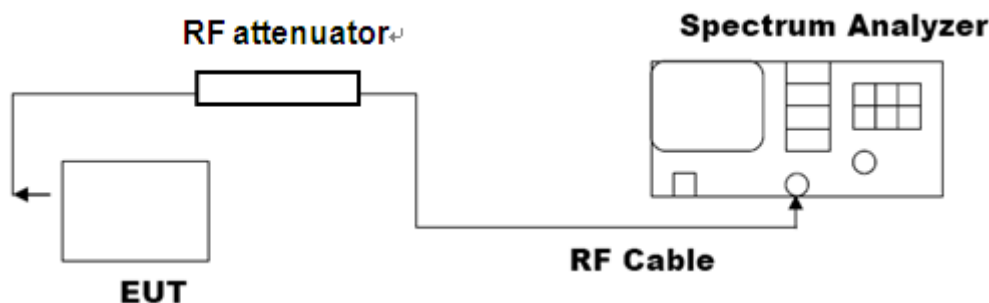 RF attenuator↵
Spectrum Analyzer
RF Cable
EUT